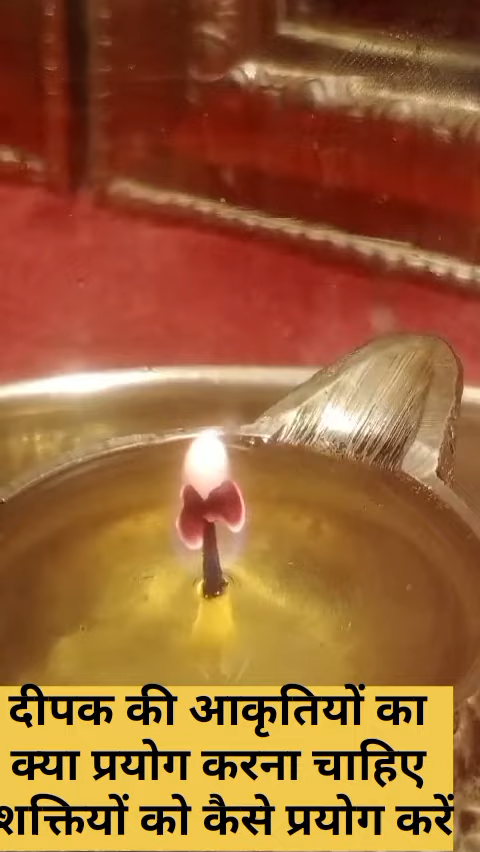 दीपक की आकृतियों का
क्या प्रयोग करना चाहिए
शक्तियों को कैसे प्रयोग करें